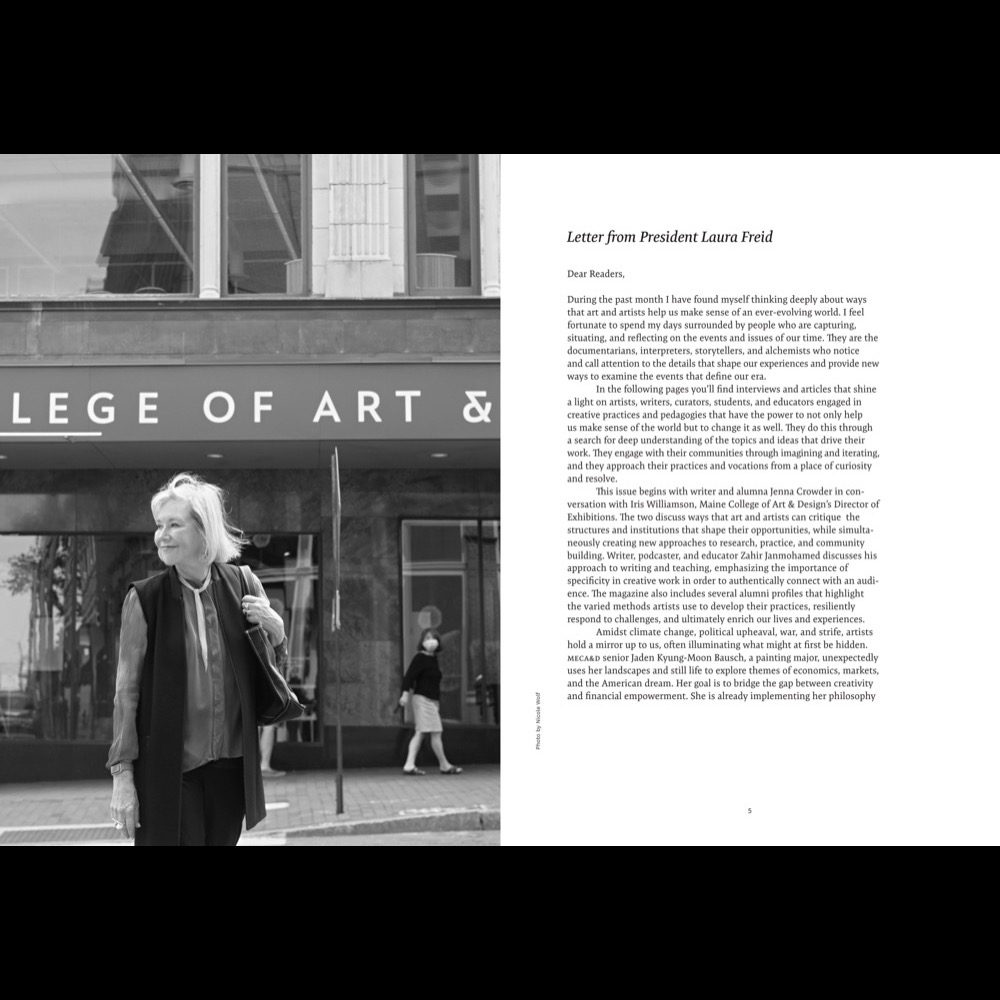 LLEGE OF ART &
Letter from President Laura Freid
Dear Readers,
During the past month I have found myself thinking deeply about ways
that art and artists help us make sense of an ever-evolving world. I feel
fortunate to spend my days surrounded by people who are capturing,
situating, and reflecting on the events and issues of our time. They are the
documentarians, interpreters, storytellers, and alchemists who notice
and call attention to the details that shape our experiences and provide new
ways to examine the events that define our era.
In the following pages you'll find interviews and articles that shine
a light on artists, writers, curators, students, and educators engaged in
creative practices and pedagogies that have the power to not only help
us make sense of the world but to change it as well. They do this through
a search for deep understanding of the topics and ideas that drive their
work. They engage with their communities through imagining and iterating,
and they approach their practices and vocations from a place of curiosity
and resolve.
This issue begins with writer and alumna Jenna Crowder in con-
versation with Iris Williamson, Maine College of Art & Design's Director of
Exhibitions. The two discuss ways that art and artists can critique the
structures and institutions that shape their opportunities, while simulta-
neously creating new approaches to research, practice, and community
building. Writer, podcaster, and educator Zahir Janmohamed discusses his
approach to writing and teaching, emphasizing the importance of
specificity in creative work in order to authentically connect with an audi-
ence. The magazine also includes several alumni profiles that highlight
the varied methods artists use to develop their practices, resiliently
respond to challenges, and ultimately enrich our lives and experiences.
Amidst climate change, political upheaval, war, and strife, artists
hold a mirror up to us, often illuminating what might at first be hidden.
MECA&D senior Jaden Kyung-Moon Bausch, a painting major, unexpectedly
uses her landscapes and still life to explore themes of economics, markets,
and the American dream. Her goal is to bridge the gap between creativity
and financial empowerment. She is already implementing her philosophy
Photo by Nicole Wolf
5